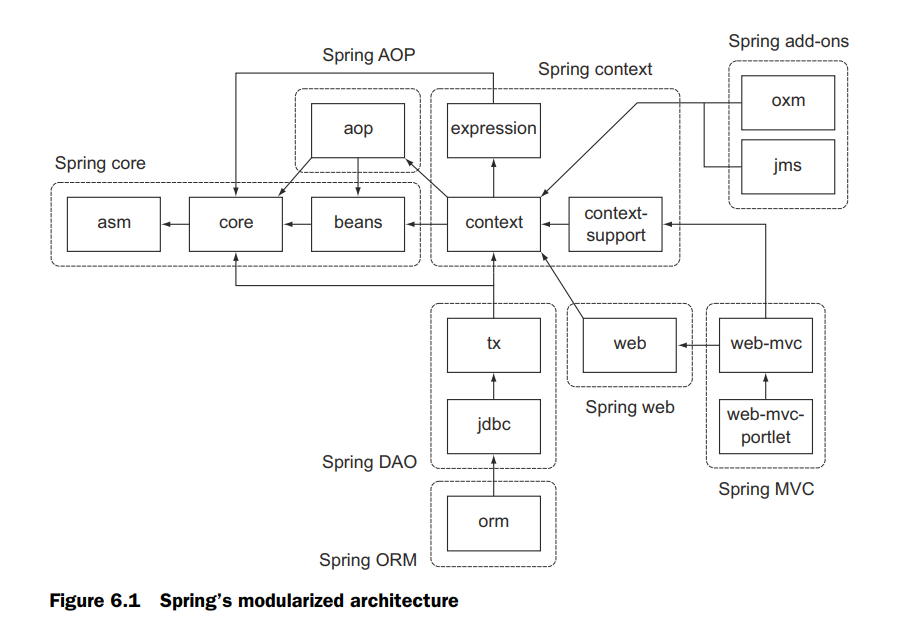 Spring add-ons
Spring AOP
Spring context
oxm
aop
expression
jms
Spring core
asm
core
beans
context
context-
support
tx
web
web-mvc
Spring web
jdbc
web-mvc-
portlet
Spring DAO
Spring MVC
orm
Spring ORM
Figure 6.1 Spring's modularized architecture